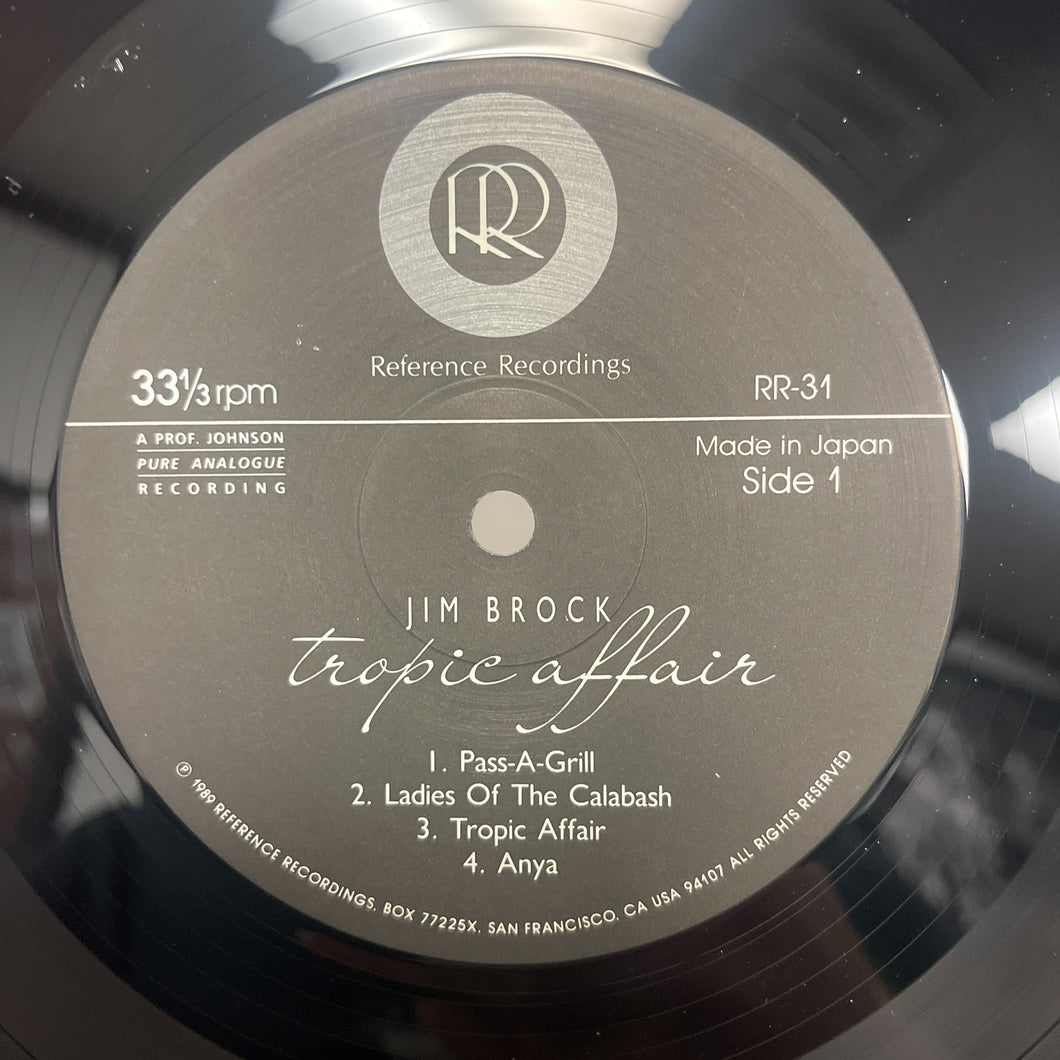 RR
Reference Recordings
33⅓ rpm
RR-31
A PROF. JOHNSON
PURE ANALOGUE
RECORDING
Made in Japan
Side 1
JIM BROCK
tropic affair
1. Pass-A-Grill
2. Ladies Of The Calabash
3. Tropic Affair
4. Anya
℗ 1989 REFERENCE RECORDINGS, BOX 77225X, SAN FRANCISCO, CA USA 94107 ALL RIGHTS RESERVED